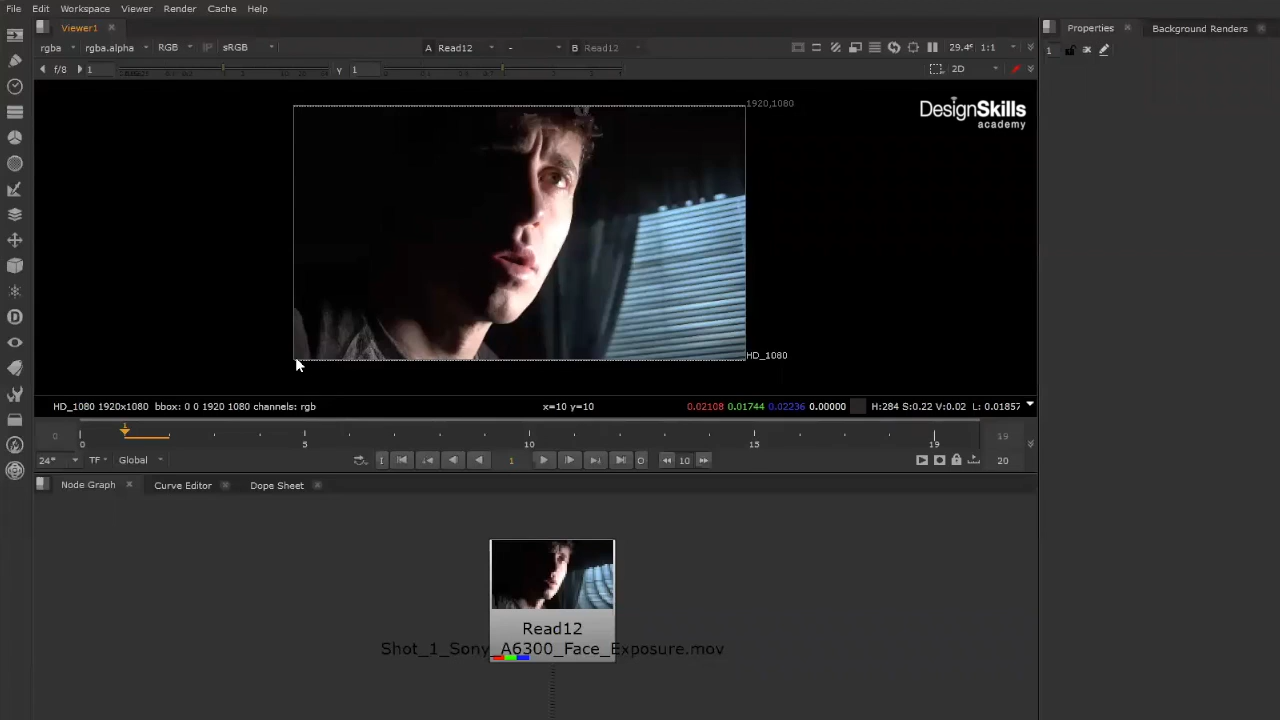 File Edit Workspace Viewer Render Cache Help
Viewer1 Properties Background Renders
rgba rgba.alpha RGB IP sRGB A Read12 - B Read12 29.4 1:1 1
f/8 1 γ 1 2D
1920,1080
DesignSkills
academy
HD_1080
HD_1080 1920x1080 bbox: 0 0 1920 1080 channels: rgb x=10 y=10 0.02108 0.01744 0.02236 0.00000 H:284 S:0.22 V:0.02 L: 0.01857
1
0 0 5 10 15 19 19
24* TF Global I 1 O 10 20
Node Graph Curve Editor Dope Sheet
Read12
Shot_1_Sony_A6300_Face_Exposure.mov